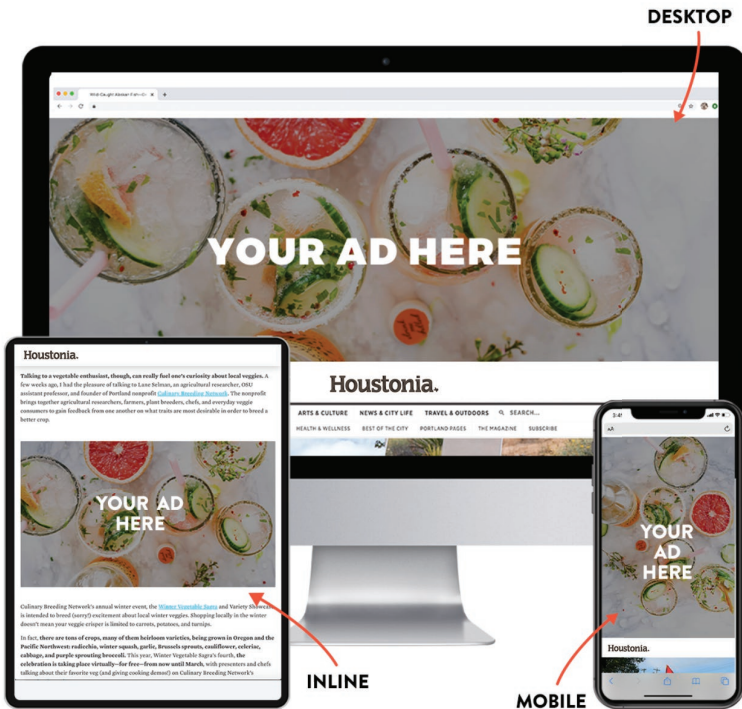 DESKTOP
YOUR AD HERE
Houstonia.
ARTS & CULTURE NEWS & CITY LIFE TRAVEL & OUTDOORS SEARCH...
HEALTH & WELLNESS BEST OF THE CITY PORTLAND PAGES THE MAGAZINE SUBSCRIBE
Houstonia.
Talking to a vegetable enthusiast, though, can really fuel one's curiosity about local veggies. A
few weeks ago, I had the pleasure of talking to Lane Selman, an agricultural researcher, OSU
assistant professor, and founder of Portland nonprofit Culinary Breeding Network. The nonprofit
brings together agricultural researchers, farmers, plant breeders, chefs, and everyday veggie
consumers to gain feedback from one another on what traits are most desirable in order to breed a
better crop.
YOUR AD
HERE
Culinary Breeding Network's annual winter event, the Winter Vegetable Sagra and Variety Showcase
is intended to breed (sorry!) excitement about local winter veggies. Shopping locally in the winter
doesn't mean your veggie crisper is limited to carrots, potatoes, and turnips.
In fact, there are tons of crops, many of them heirloom varieties, being grown in Oregon and the
Pacific Northwest: radicchio, winter squash, garlic, Brussels sprouts, cauliflower, celeriac,
cabbage, and purple sprouting broccoli. This year, Winter Vegetable Sagra's fourth, the
celebration is taking place virtually—for free—from now until March, with presenters and chefs
talking about their favorite veg (and giving cooking demos!) on Culinary Breeding Network's
INLINE
3:41
AA
YOUR
AD
HERE
Houstonia.
MOBILE